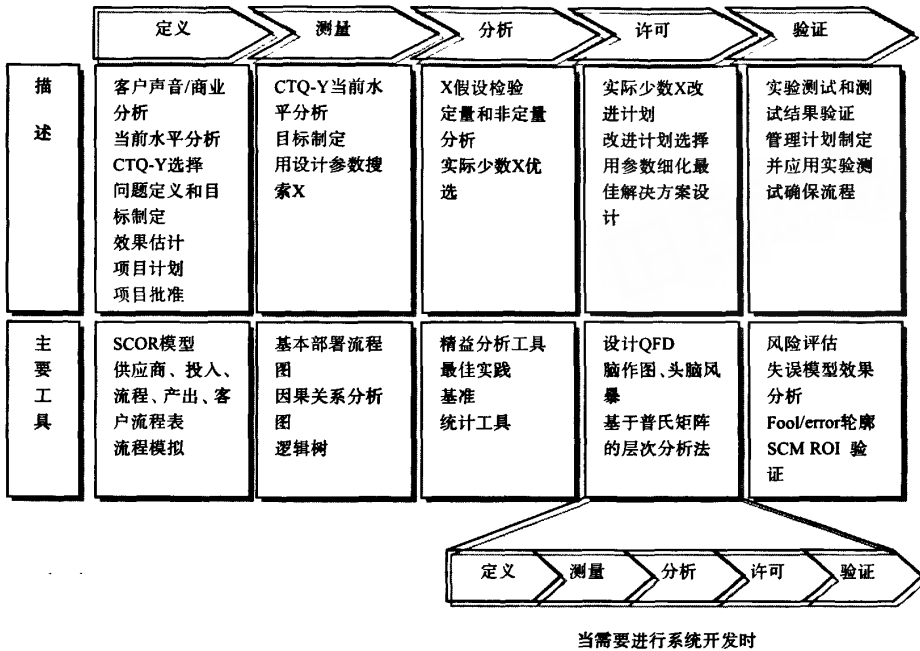 定义
测量
分析
许可
验证
描
述
客户声音/商业
分析
当前水平分析
CTQ-Y选择
问题定义和目
标制定
效果估计
项目计划
项目批准
CTQ-Y当前水
平分析
目标制定
用设计参数搜
索X
X假设检验
定量和非定量
分析
实际少数X优
选
实际少数X改
进计划
改进计划选择
用参数细化最
佳解决方案设
计
实验测试和测
试结果验证
管理计划制定
并应用实验测
试确保流程
主
要
工
具
SCOR模型
供应商、投入、
流程、产出、客
户流程表
流程模拟
基本部署流程
图
因果关系分析
图
逻辑树
精益分析工具
最佳实践
基准
统计工具
设计QFD
脑作图、头脑风
暴
基于普氏矩阵
的层次分析法
风险评估
失误模型效果
分析
Fool/error轮廓
SCM ROI 验
证
定义
测量
分析
许可
验证
当需要进行系统开发时